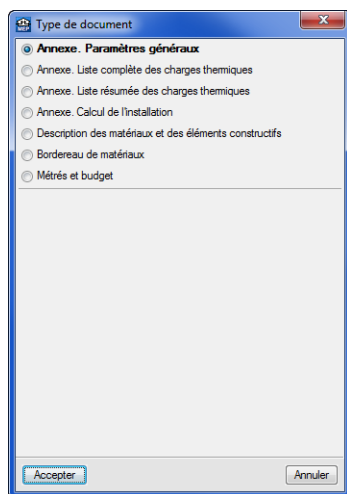 Type de document
Annexe. Paramètres généraux
Annexe. Liste complète des charges thermiques
Annexe. Liste résumée des charges thermiques
Annexe. Calcul de l'installation
Description des matériaux et des éléments constructifs
Bordereau de matériaux
Métrés et budget
Accepter
Annuler